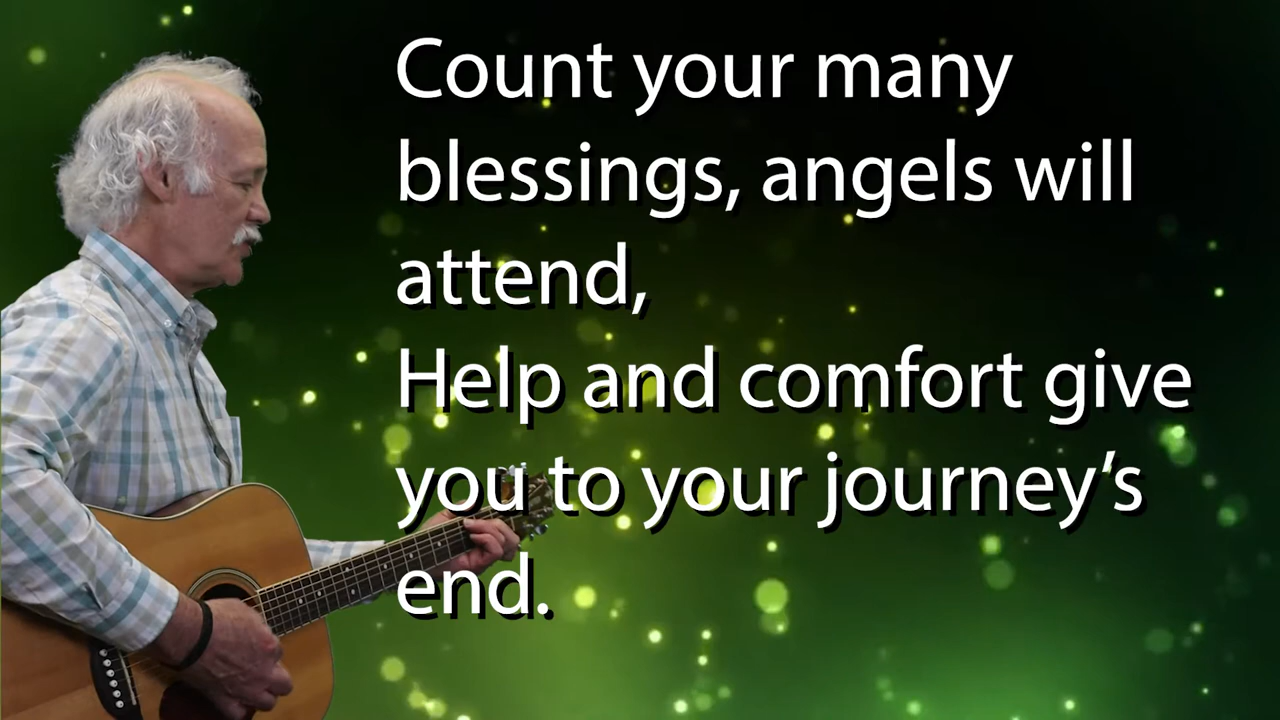 Count your many
blessings, angels will
attend,
Help and comfort give
you to your journey’s
end.